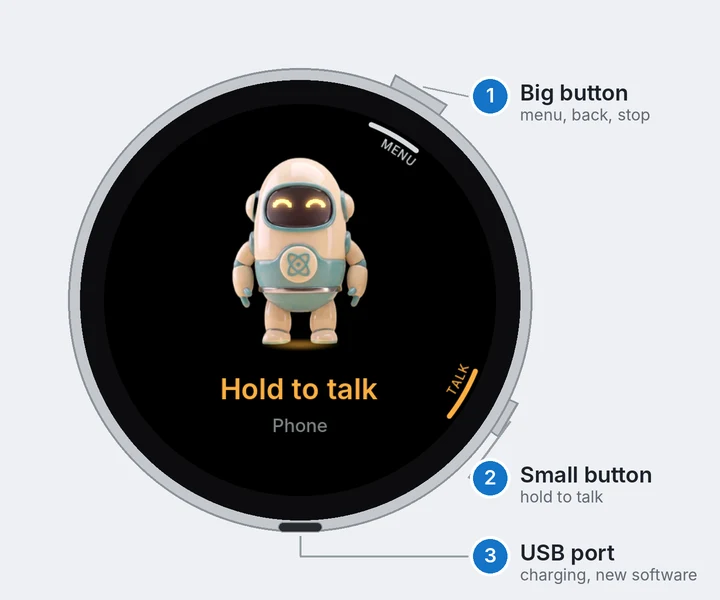 1
Big button
menu, back, stop
MENU
Hold to talk
Phone
TALK
2
Small button
hold to talk
3
USB port
charging, new software